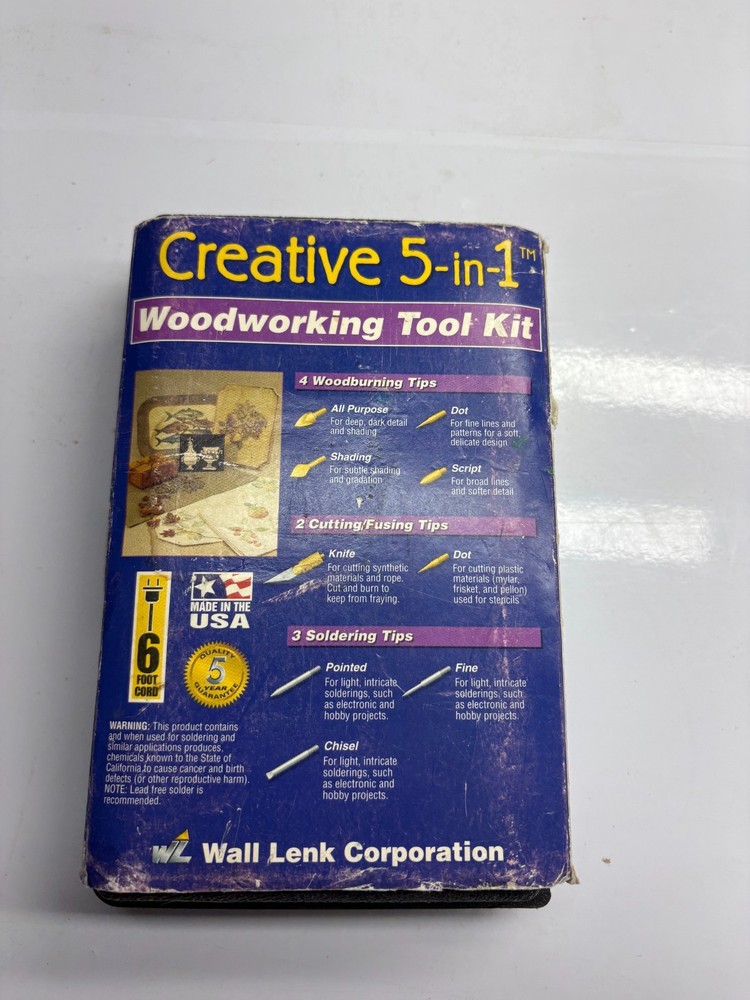 Creative 5-in-1™
Woodworking Tool Kit
4 Woodburning Tips
All Purpose
For deep, dark detail
and shading
Dot
For fine lines and
patterns for a soft,
delicate design
Shading
For subtle shading
and gradation
Script
For broad lines
and softer detail
2 Cutting/Fusing Tips
Knife
For cutting synthetic
materials and rope.
Cut and burn to
keep from fraying.
Dot
For cutting plastic
materials (mylar,
frisket, and pellon)
used for stencils
6
FOOT
CORD
MADE IN THE
USA
QUALITY
5
YEAR
GUARANTEE
3 Soldering Tips
Pointed
For light, intricate
solderings, such
as electronic and
hobby projects.
Fine
For light, intricate
solderings, such
as electronic and
hobby projects.
Chisel
For light, intricate
solderings, such
as electronic and
hobby projects.
WARNING: This product contains
and when used for soldering and
similar applications produces,
chemicals known to the State of
California to cause cancer and birth
defects (or other reproductive harm).
NOTE: Lead free solder is
recommended.
WL Wall Lenk Corporation